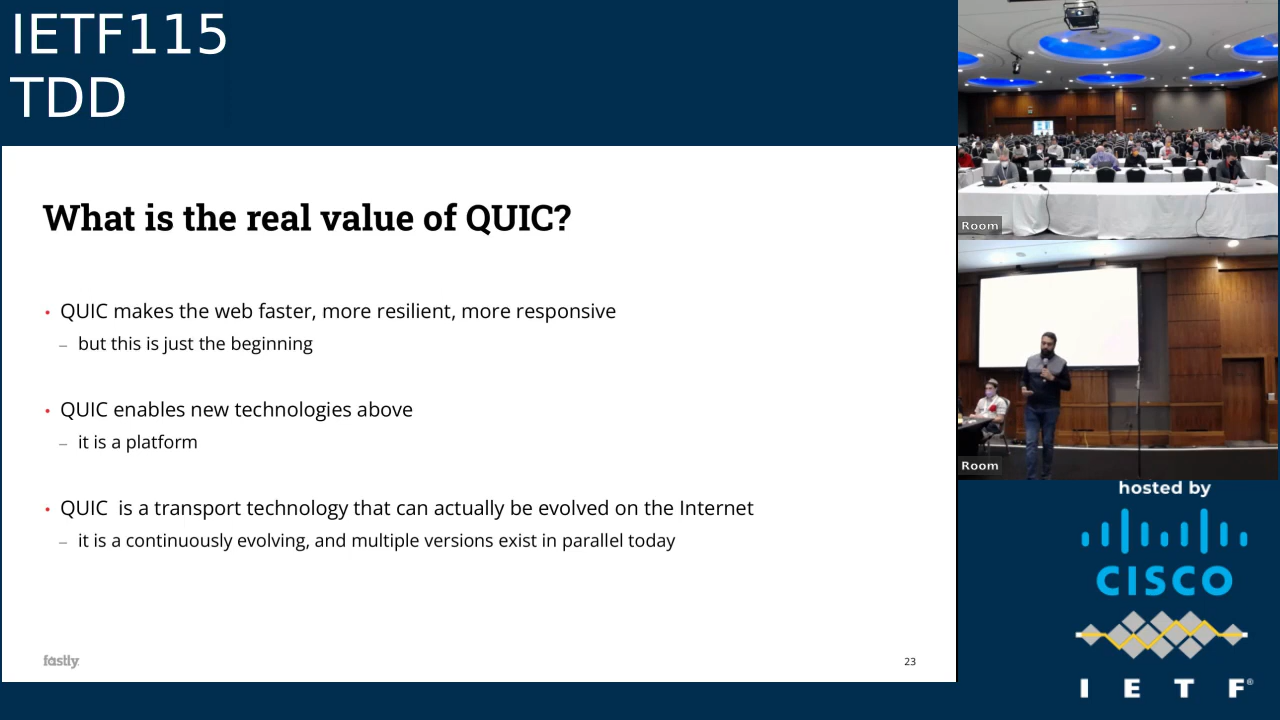 IETF115
TDD
What is the real value of QUIC?
• QUIC makes the web faster, more resilient, more responsive
– but this is just the beginning
• QUIC enables new technologies above
– it is a platform
• QUIC is a transport technology that can actually be evolved on the Internet
– it is a continuously evolving, and multiple versions exist in parallel today
fastly
23
Room
Room
hosted by
CISCO
I E T F®